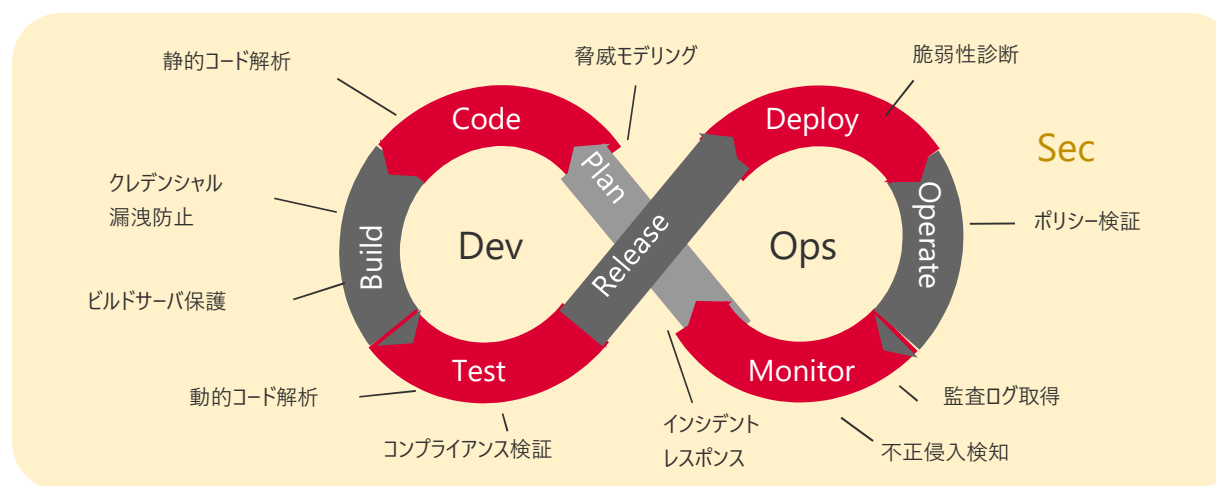 静的コード解析
脅威モデリング
脆弱性診断
Code
Deploy
Sec
Plan
クレデンシャル
漏洩防止
Operate
ポリシー検証
Dev
Release
Ops
Build
ビルドサーバ保護
Test
Monitor
動的コード解析
監査ログ取得
コンプライアンス検証
インシデント
レスポンス
不正侵入検知